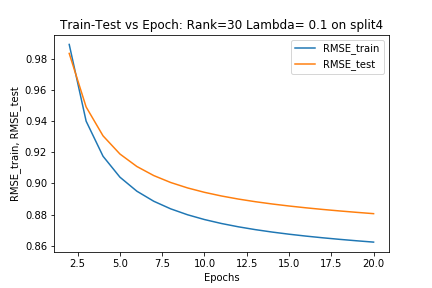 Train-Test vs Epoch: Rank=30 Lambda= 0.1 on split4
RMSE_train
RMSE_test
RMSE_train, RMSE_test
0.98
0.96
0.94
0.92
0.90
0.88
0.86
2.5 5.0 7.5 10.0 12.5 15.0 17.5 20.0
Epochs